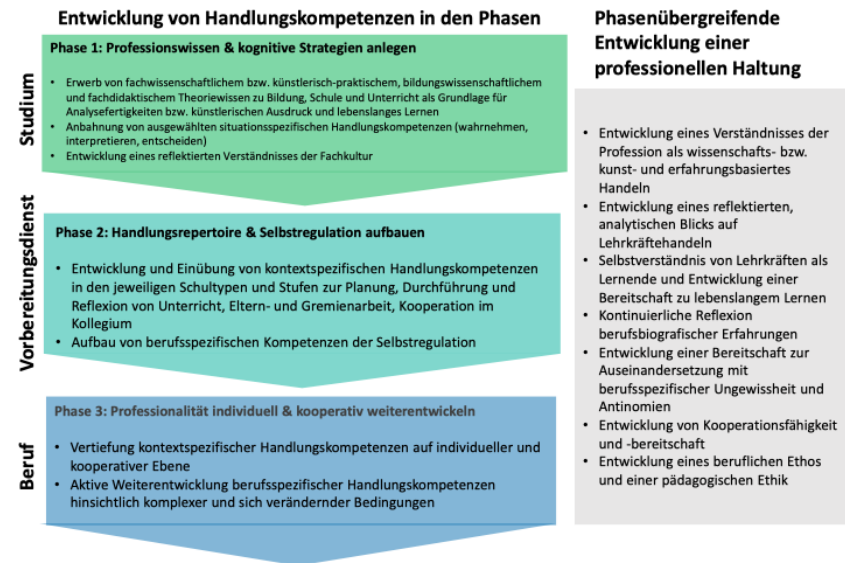 Entwicklung von Handlungskompetenzen in den Phasen
Studium
Phase 1: Professionswissen & kognitive Strategien anlegen
• Erwerb von fachwissenschaftlichem bzw. künstlerisch-praktischem, bildungswissenschaftlichem
und fachdidaktischem Theoriewissen zu Bildung, Schule und Unterricht als Grundlage für
Analysefertigkeiten bzw. künstlerischen Ausdruck und lebenslanges Lernen
• Anbahnung von ausgewählten situationsspezifischen Handlungskompetenzen (wahrnehmen,
interpretieren, entscheiden)
• Entwicklung eines reflektierten Verständnisses der Fachkultur
Vorbereitungsdienst
Phase 2: Handlungsrepertoire & Selbstregulation aufbauen
• Entwicklung und Einübung von kontextspezifischen Handlungskompetenzen
in den jeweiligen Schultypen und Stufen zur Planung, Durchführung und
Reflexion von Unterricht, Eltern- und Gremienarbeit, Kooperation im
Kollegium
• Aufbau von berufsspezifischen Kompetenzen der Selbstregulation
Beruf
Phase 3: Professionalität individuell & kooperativ weiterentwickeln
• Vertiefung kontextspezifischer Handlungskompetenzen auf individueller und
kooperativer Ebene
• Aktive Weiterentwicklung berufsspezifischer Handlungskompetenzen
hinsichtlich komplexer und sich verändernder Bedingungen
Phasenübergreifende
Entwicklung einer
professionellen Haltung
• Entwicklung eines Verständnisses der
Profession als wissenschafts- bzw.
kunst- und erfahrungsbasiertes
Handeln
• Entwicklung eines reflektierten,
analytischen Blicks auf
Lehrkräftehandeln
• Selbstverständnis von Lehrkräften als
Lernende und Entwicklung einer
Bereitschaft zu lebenslangem Lernen
• Kontinuierliche Reflexion
berufsbiografischer Erfahrungen
• Entwicklung einer Bereitschaft zur
Auseinandersetzung mit
berufsspezifischer Ungewissheit und
Antinomien
• Entwicklung von Kooperationsfähigkeit
und -bereitschaft
• Entwicklung eines beruflichen Ethos
und einer pädagogischen Ethik